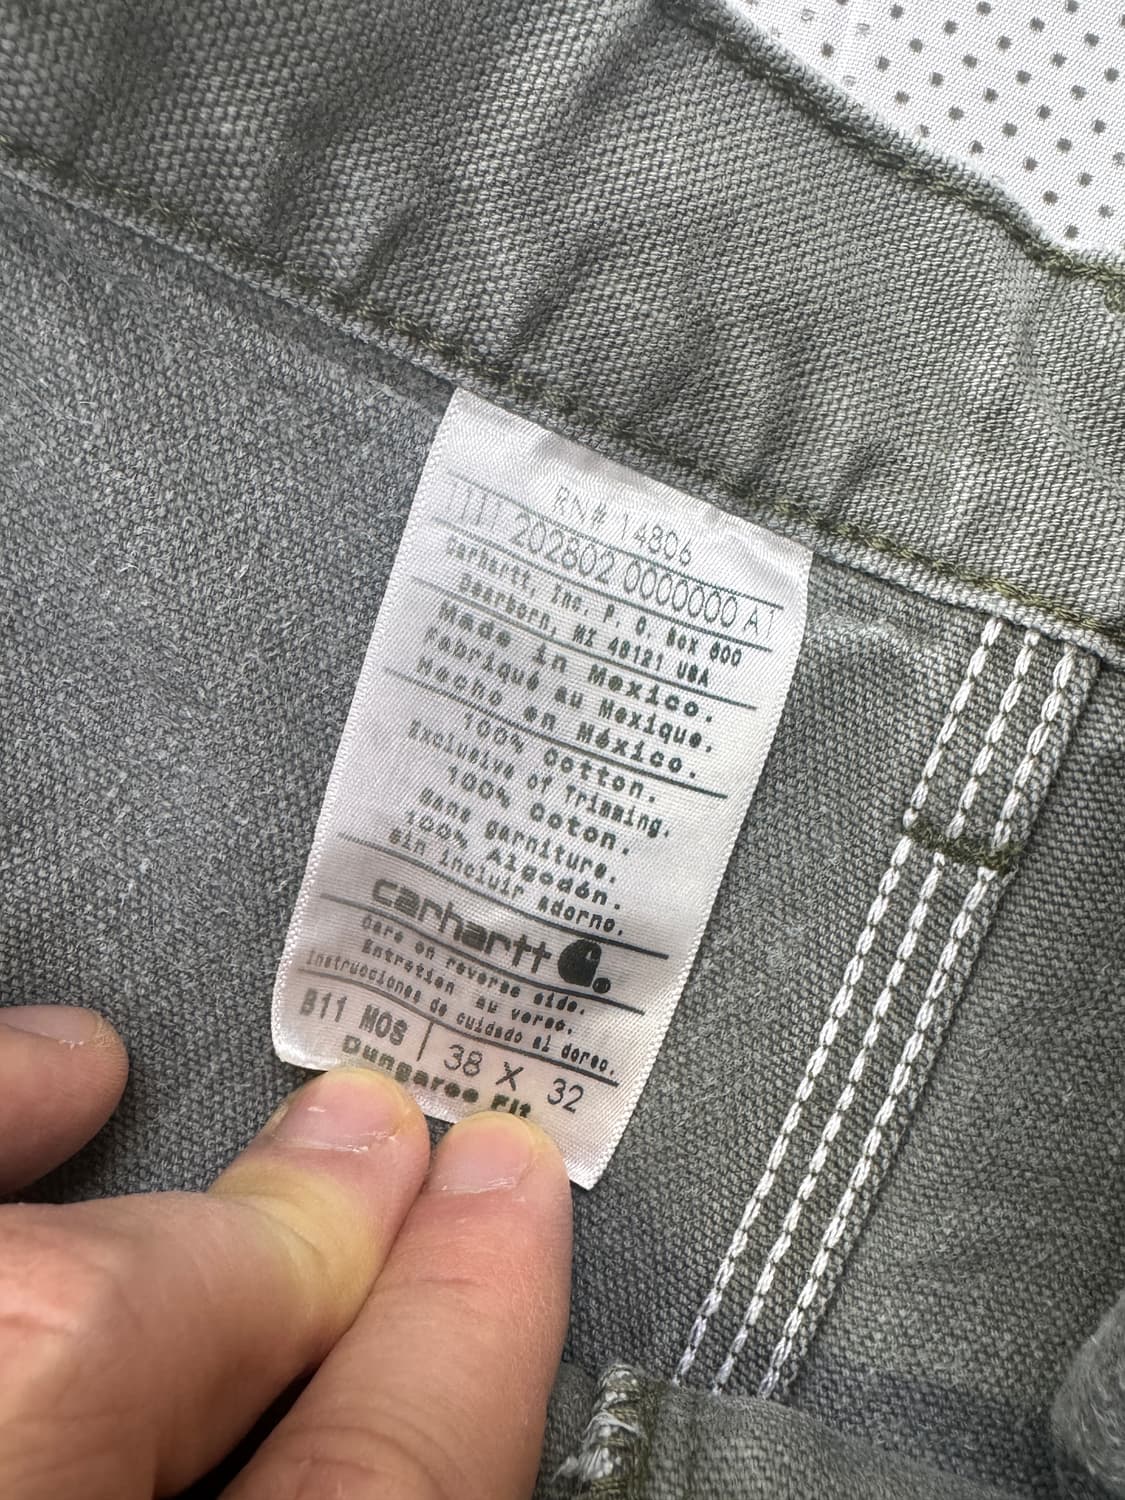 RN# 14806
202802 0000000 AT
Carhartt, Inc. P. O. Box 600
Dearborn, MI 48121 USA
Made in Mexico.
Fabriqué au Mexique.
Hecho en México.
100% Cotton.
Exclusive of Trimming.
100% Coton.
Sans garniture.
100% Algodón.
sin incluir adorno.
carhartt
Care on reverse side.
Entretien au verso.
Instrucciones de cuidado al dorso.
B11 MOS | 38 X 32
Dungaree Fit